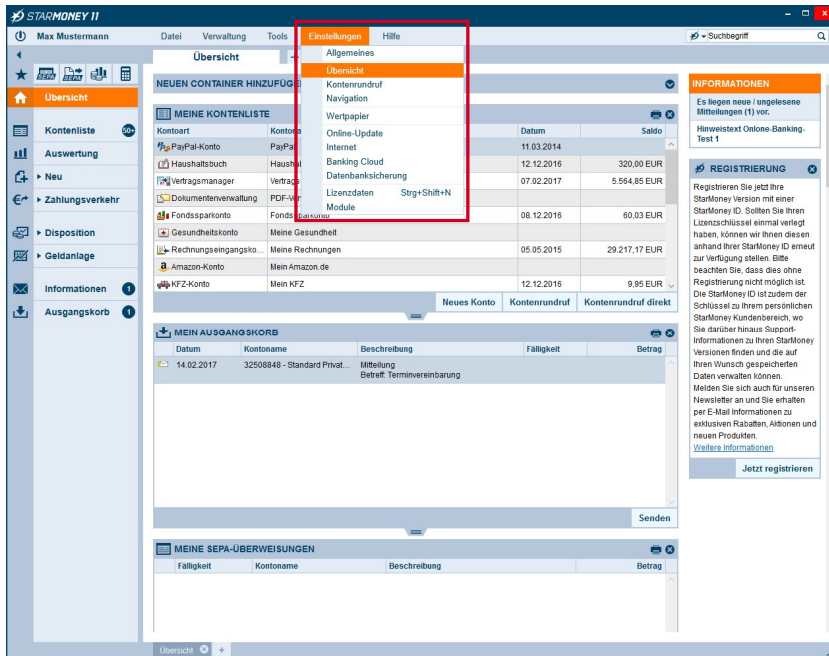 STARMONEY 11
Max Mustermann
Datei Verwaltung Tools Einstellungen Hilfe
Suchbegriff
Übersicht
Allgemeines
Übersicht
Kontenrundruf
Navigation
Wertpapier
Online-Update
Internet
Banking Cloud
Datenbanksicherung
Lizenzdaten Strg+Shift+N
Module
SEPA SEPA
Übersicht
Kontenliste 50+
Auswertung
Neu
Zahlungsverkehr
Disposition
Geldanlage
Informationen 1
Ausgangskorb 1
NEUEN CONTAINER
MEINE KONTENLISTE
Kontoart Datum Saldo
PayPal-Konto PayPal 11.03.2014
Haushaltsbuch 12.12.2016 320,00 EUR
Vertragsmanager 07.02.2017 5.564,85 EUR
Dokumentenverwaltung
Fondssparkonto 08.12.2016 60,03 EUR
Gesundheitskonto Meine Gesundheit
Rechnungseingangsko... Meine Rechnungen 05.05.2015 29.217,17 EUR
Amazon-Konto Mein Amazon.de
KFZ-Konto Mein KFZ 12.12.2016 9,95 EUR
Neues Konto Kontenrundruf Kontenrundruf direkt
MEIN AUSGANGSKORB
Datum Kontoname Beschreibung Fälligkeit Betrag
14.02.2017 32508848 - Standard Privat... Mitteilung
Betreff: Terminvereinbarung
Senden
MEINE SEPA-ÜBERWEISUNGEN
Fälligkeit Kontoname Beschreibung Betrag
INFORMATIONEN
Es liegen neue / ungelesene
Mitteilungen (1) vor.
Hinweistext Onlone-Banking-
Test 1
REGISTRIERUNG
Registrieren Sie jetzt Ihre
StarMoney Version mit einer
StarMoney ID. Sollten Sie Ihren
Lizenzschlüssel einmal verlegt
haben, können wir Ihnen diesen
anhand Ihrer StarMoney ID erneut
zur Verfügung stellen. Bitte
beachten Sie, dass dies ohne
Registrierung nicht möglich ist.
Die StarMoney ID ist zudem der
Schlüssel zu Ihrem persönlichen
StarMoney Kundenbereich, wo
Sie darüber hinaus Support-
Informationen zu Ihren StarMoney
Versionen finden und die auf
Ihren Wunsch gespeicherten
Daten verwalten können.
Melden Sie sich auch für unseren
Newsletter an und Sie erhalten
per E-Mail Informationen zu
exklusiven Rabatten, Aktionen und
neuen Produkten.
Weitere Informationen
Jetzt registrieren
Übersicht +